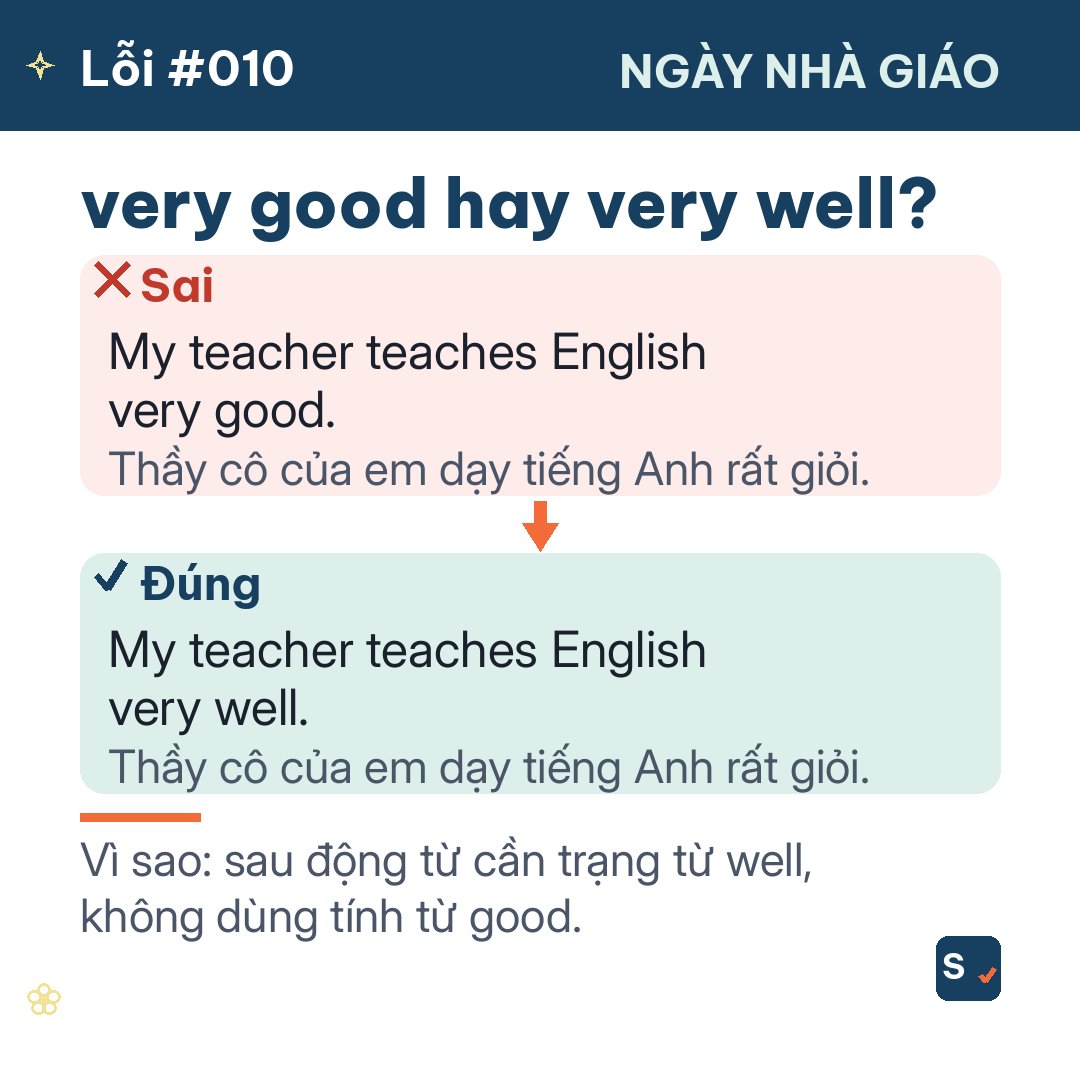 Lỗi #010
NGÀY NHÀ GIÁO
very good hay very well?
Sai
My teacher teaches English
very good.
Thầy cô của em dạy tiếng Anh rất giỏi.
Đúng
My teacher teaches English
very well.
Thầy cô của em dạy tiếng Anh rất giỏi.
Vì sao: sau động từ cần trạng từ well,
không dùng tính từ good.
S